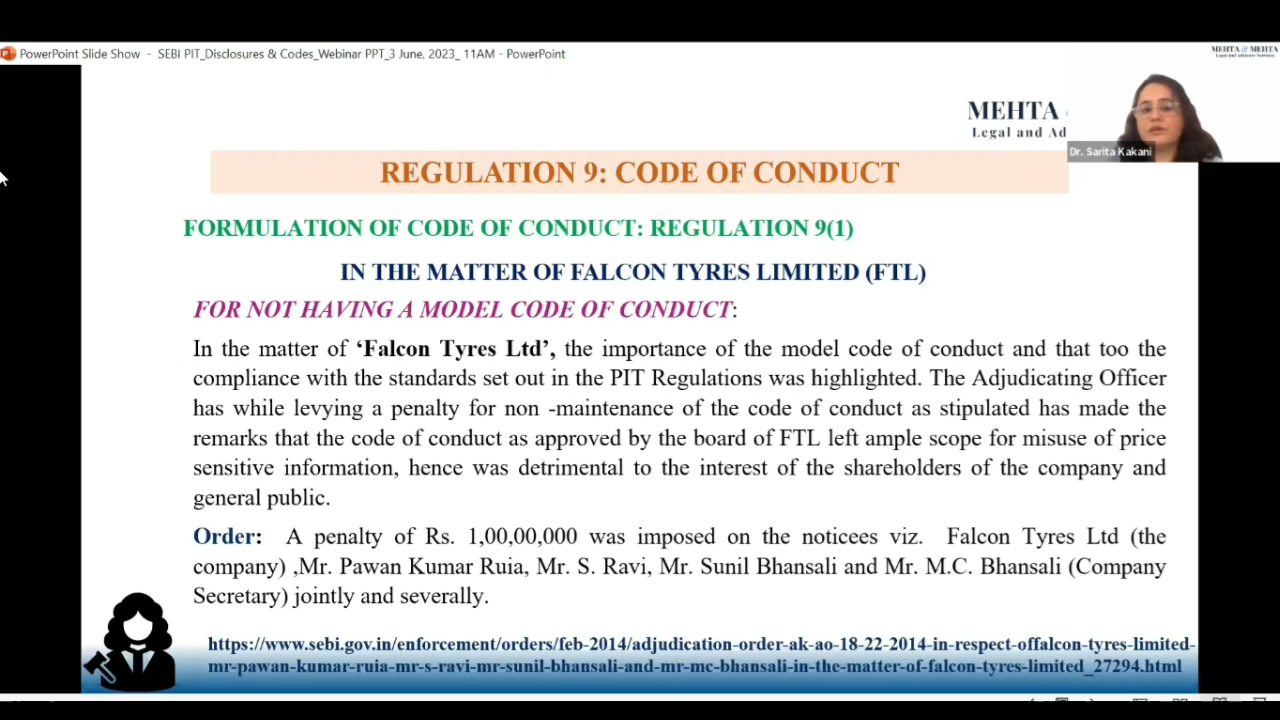 PowerPoint Slide Show - SEBI PIT_Disclosures & Codes_Webinar PPT_3 June, 2023_ 11AM - PowerPoint
MEHTA & MEHTA
Legal and Advisory Services
MEHTA
Legal and Ad
Dr. Sarita Kakani
REGULATION 9: CODE OF CONDUCT
FORMULATION OF CODE OF CONDUCT: REGULATION 9(1)
IN THE MATTER OF FALCON TYRES LIMITED (FTL)
FOR NOT HAVING A MODEL CODE OF CONDUCT:
In the matter of ‘Falcon Tyres Ltd’, the importance of the model code of conduct and that too the
compliance with the standards set out in the PIT Regulations was highlighted. The Adjudicating Officer
has while levying a penalty for non -maintenance of the code of conduct as stipulated has made the
remarks that the code of conduct as approved by the board of FTL left ample scope for misuse of price
sensitive information, hence was detrimental to the interest of the shareholders of the company and
general public.
Order: A penalty of Rs. 1,00,00,000 was imposed on the noticees viz. Falcon Tyres Ltd (the
company) ,Mr. Pawan Kumar Ruia, Mr. S. Ravi, Mr. Sunil Bhansali and Mr. M.C. Bhansali (Company
Secretary) jointly and severally.
https://www.sebi.gov.in/enforcement/orders/feb-2014/adjudication-order-ak-ao-18-22-2014-in-respect-offalcon-tyres-limited-
mr-pawan-kumar-ruia-mr-s-ravi-mr-sunil-bhansali-and-mr-mc-bhansali-in-the-matter-of-falcon-tyres-limited_27294.html